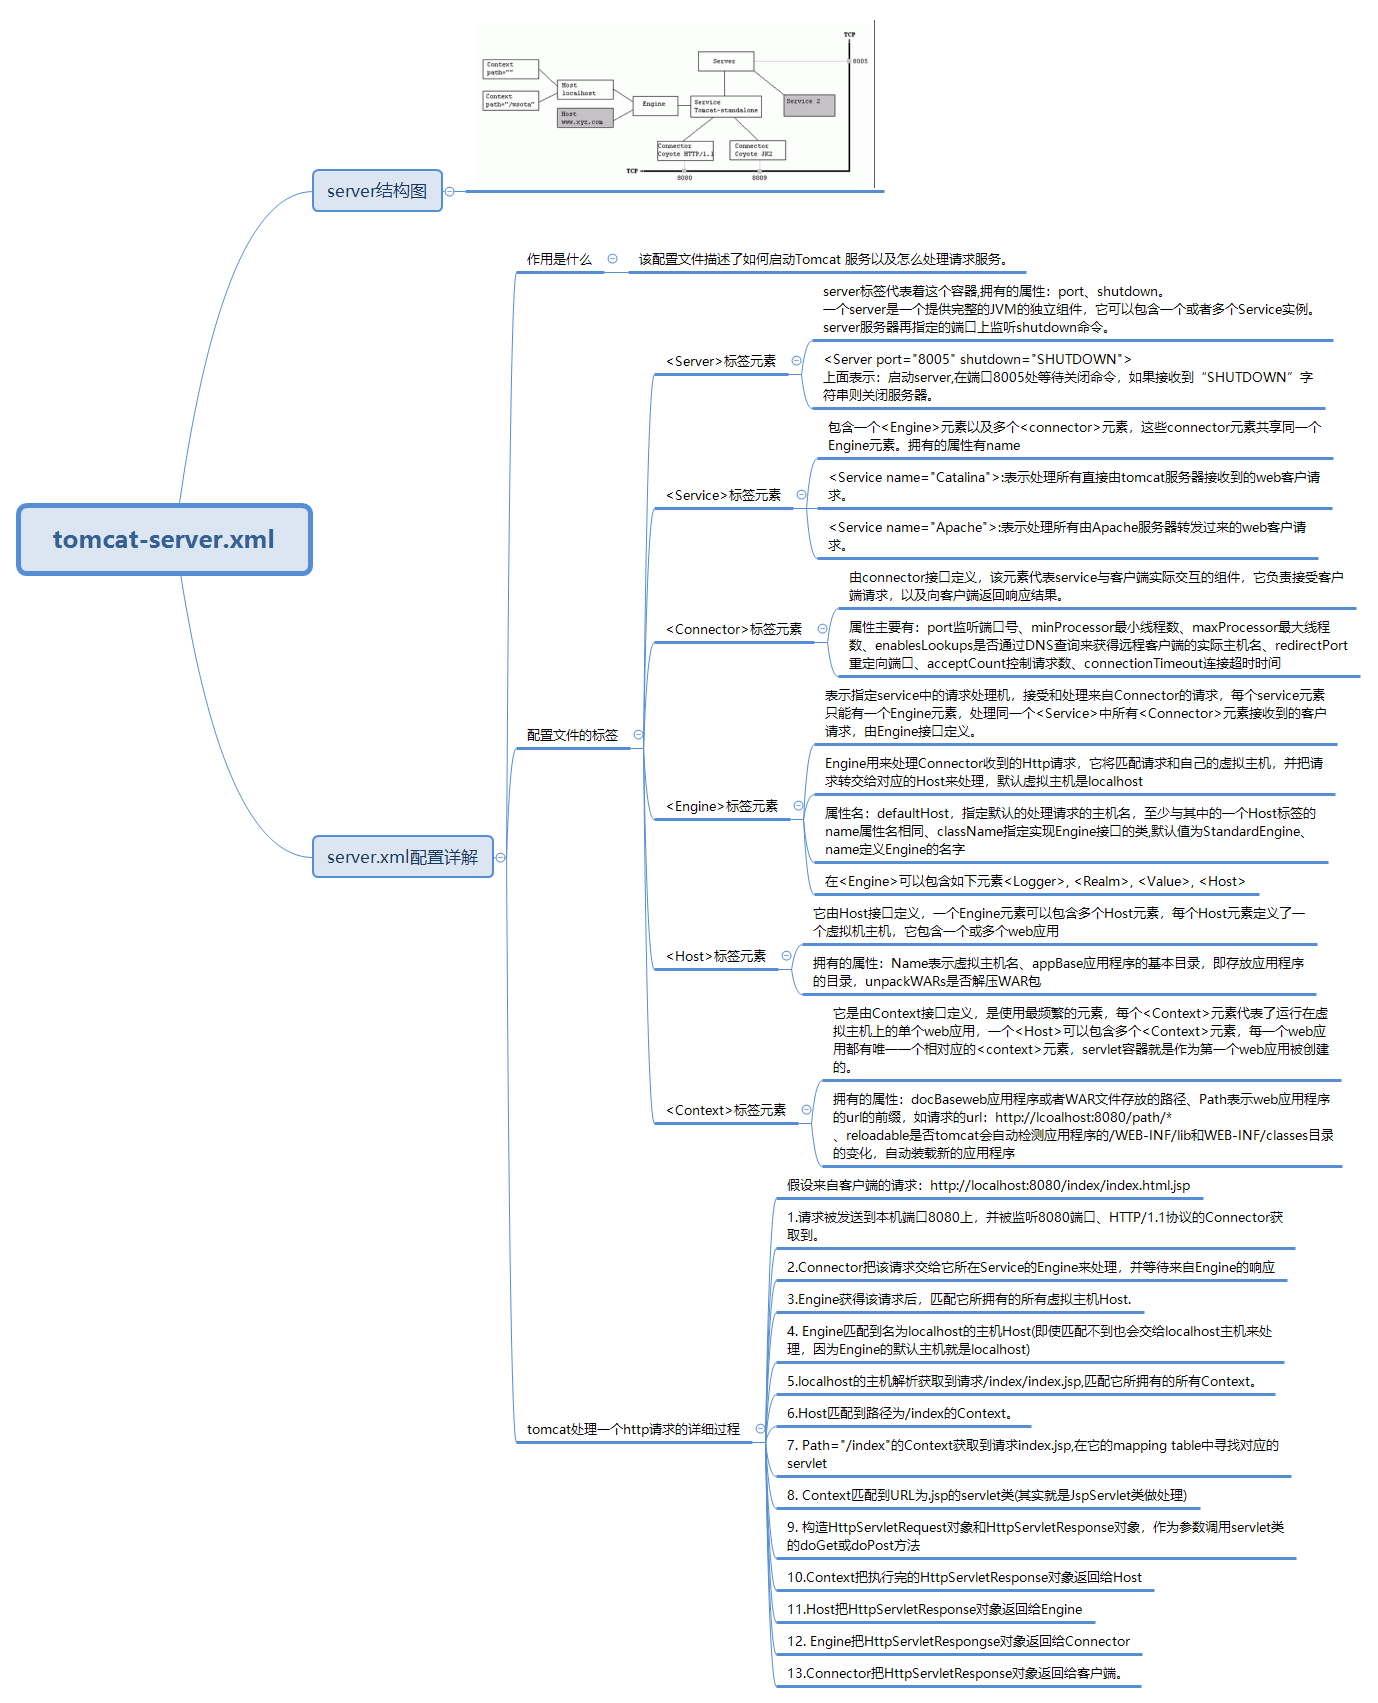 tomcat-server.xml
server结构图
TCP
8005
Server
Context
path=""
Host
localhost
Context
path="/wsota"
Engine
Service
Tomcat-standalone
Service 2
Host
www.xyz.com
Connector
Coyote HTTP/1.1
Connector
Coyote JK2
TCP
8080
8009
server.xml配置详解
作用是什么
该配置文件描述了如何启动Tomcat 服务以及怎么处理请求服务。
配置文件的标签
<Server>标签元素
server标签代表着这个容器,拥有的属性：port、shutdown。
一个server是一个提供完整的JVM的独立组件，它可以包含一个或者多个Service实例。
server服务器再指定的端口上监听shutdown命令。
<Server port="8005" shutdown="SHUTDOWN">
上面表示：启动server,在端口8005处等待关闭命令，如果接收到“SHUTDOWN”字
符串则关闭服务器。
<Service>标签元素
包含一个<Engine>元素以及多个<connector>元素，这些connector元素共享同一个
Engine元素。拥有的属性有name
<Service name="Catalina">:表示处理所有直接由tomcat服务器接收到的web客户请
求。
<Service name="Apache">:表示处理所有由Apache服务器转发过来的web客户请
求。
<Connector>标签元素
由connector接口定义，该元素代表service与客户端实际交互的组件，它负责接受客户
端请求，以及向客户端返回响应结果。
属性主要有：port监听端口号、minProcessor最小线程数、maxProcessor最大线程
数、enablesLookups是否通过DNS查询来获得远程客户端的实际主机名、redirectPort
重定向端口、acceptCount控制请求数、connectionTimeout连接超时时间
<Engine>标签元素
表示指定service中的请求处理机，接受和处理来自Connector的请求，每个service元素
只能有一个Engine元素，处理同一个<Service>中所有<Connector>元素接收到的客户
请求，由Engine接口定义。
Engine用来处理Connector收到的Http请求，它将匹配请求和自己的虚拟主机，并把请
求转交给对应的Host来处理，默认虚拟主机是localhost
属性名：defaultHost，指定默认的处理请求的主机名，至少与其中的一个Host标签的
name属性名相同、className指定实现Engine接口的类,默认值为StandardEngine、
name定义Engine的名字
在<Engine>可以包含如下元素<Logger>, <Realm>, <Value>, <Host>
<Host>标签元素
它由Host接口定义，一个Engine元素可以包含多个Host元素，每个Host元素定义了一
个虚拟机主机，它包含一个或多个web应用
拥有的属性：Name表示虚拟主机名、appBase应用程序的基本目录，即存放应用程序
的目录，unpackWARs是否解压WAR包
<Context>标签元素
它是由Context接口定义，是使用最频繁的元素，每个<Context>元素代表了运行在虚
拟主机上的单个web应用，一个<Host>可以包含多个<Context>元素，每一个web应
用都有唯一一个相对应的<context>元素，servlet容器就是作为第一个web应用被创建
的。
拥有的属性：docBaseweb应用程序或者WAR文件存放的路径、Path表示web应用程序
的url的前缀，如请求的url：http://lcoalhost:8080/path/*
、reloadable是否tomcat会自动检测应用程序的/WEB-INF/lib和WEB-INF/classes目录
的变化，自动装载新的应用程序
tomcat处理一个http请求的详细过程
假设来自客户端的请求：http://localhost:8080/index/index.html.jsp
1.请求被发送到本机端口8080上，并被监听8080端口、HTTP/1.1协议的Connector获
取到。
2.Connector把该请求交给它所在Service的Engine来处理，并等待来自Engine的响应
3.Engine获得该请求后，匹配它所拥有的所有虚拟主机Host.
4. Engine匹配到名为localhost的主机Host(即使匹配不到也会交给localhost主机来处
理，因为Engine的默认主机就是localhost)
5.localhost的主机解析获取到请求/index/index.jsp,匹配它所拥有的所有Context。
6.Host匹配到路径为/index的Context。
7. Path="/index"的Context获取到请求index.jsp,在它的mapping table中寻找对应的
servlet
8. Context匹配到URL为.jsp的servlet类(其实就是JspServlet类做处理)
9. 构造HttpServletRequest对象和HttpServletResponse对象，作为参数调用servlet类
的doGet或doPost方法
10.Context把执行完的HttpServletResponse对象返回给Host
11.Host把HttpServletResponse对象返回给Engine
12. Engine把HttpServletRespongse对象返回给Connector
13.Connector把HttpServletResponse对象返回给客户端。